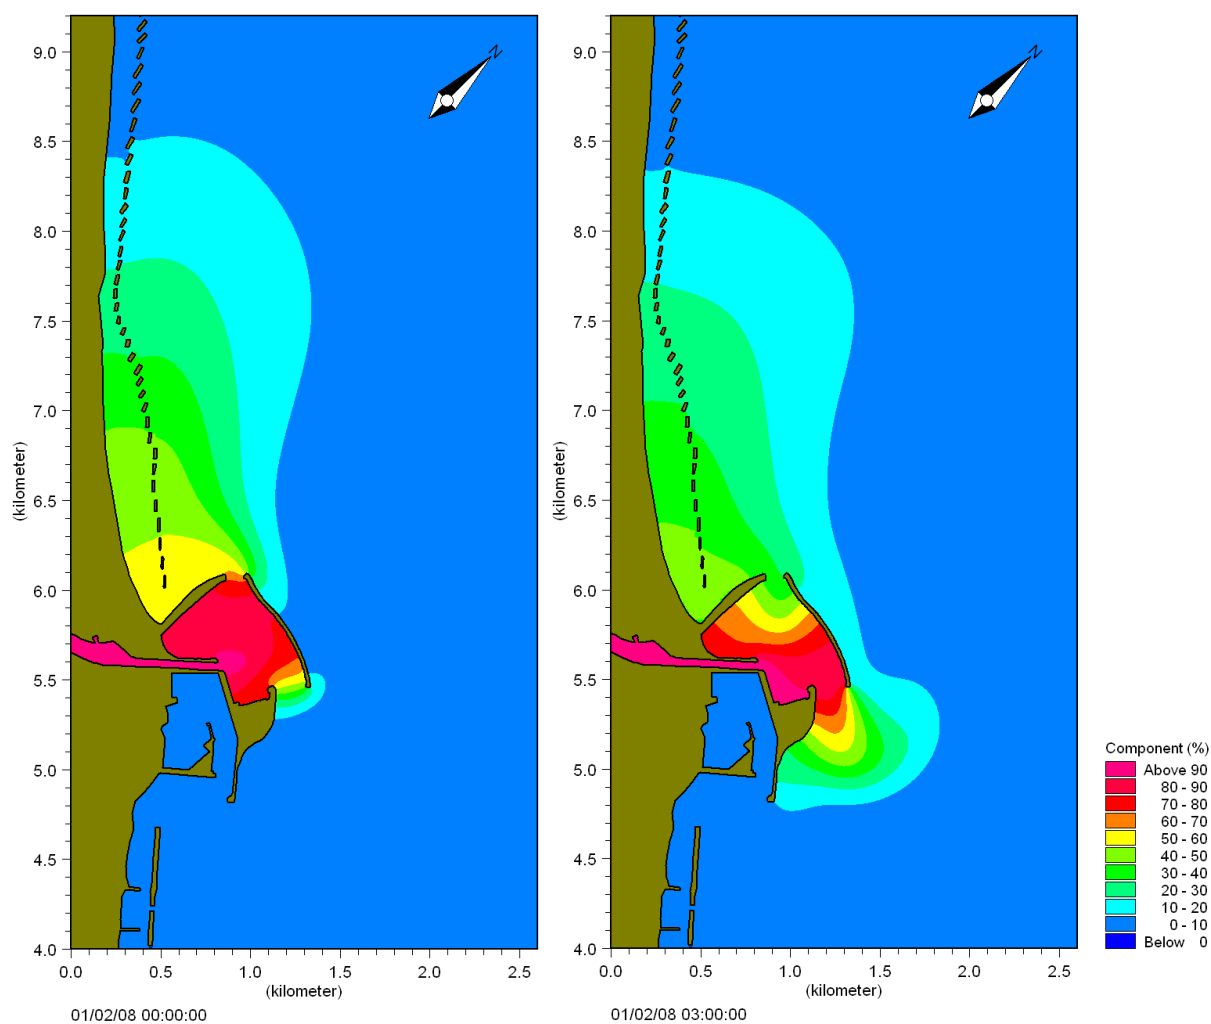 N
N
9.0
8.5
8.0
7.5
7.0
6.5
6.0
5.5
5.0
4.5
4.0
(kilometer)
0.0 0.5 1.0 1.5 2.0 2.5
(kilometer)
01/02/08 00:00:00
9.0
8.5
8.0
7.5
7.0
6.5
6.0
5.5
5.0
4.5
4.0
(kilometer)
0.0 0.5 1.0 1.5 2.0 2.5
(kilometer)
01/02/08 03:00:00
Component (%)
Above 90
80 - 90
70 - 80
60 - 70
50 - 60
40 - 50
30 - 40
20 - 30
10 - 20
0 - 10
Below 0